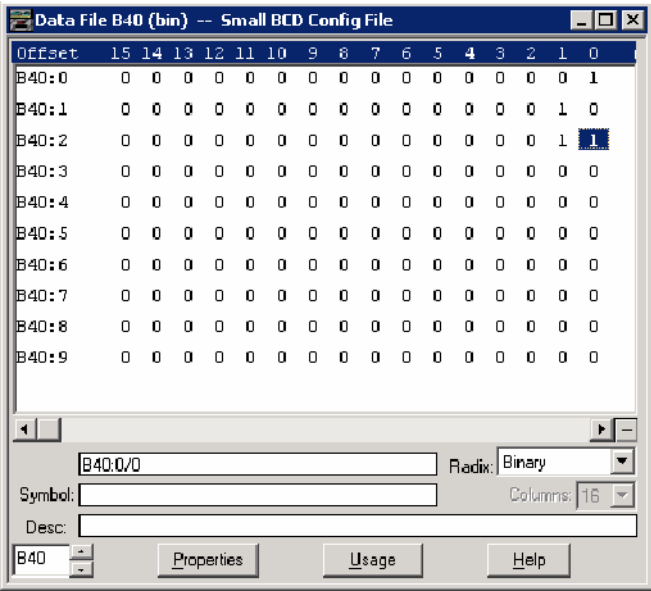 Data File B40 (bin) -- Small BCD Config File
Offset 15 14 13 12 11 10 9 8 7 6 5 4 3 2 1 0
B40:0 0 0 0 0 0 0 0 0 0 0 0 0 0 0 0 1
B40:1 0 0 0 0 0 0 0 0 0 0 0 0 0 0 1 0
B40:2 0 0 0 0 0 0 0 0 0 0 0 0 0 0 1 1
B40:3 0 0 0 0 0 0 0 0 0 0 0 0 0 0 0 0
B40:4 0 0 0 0 0 0 0 0 0 0 0 0 0 0 0 0
B40:5 0 0 0 0 0 0 0 0 0 0 0 0 0 0 0 0
B40:6 0 0 0 0 0 0 0 0 0 0 0 0 0 0 0 0
B40:7 0 0 0 0 0 0 0 0 0 0 0 0 0 0 0 0
B40:8 0 0 0 0 0 0 0 0 0 0 0 0 0 0 0 0
B40:9 0 0 0 0 0 0 0 0 0 0 0 0 0 0 0 0
B40:0/0 Radix: Binary
Symbol: Columns: 16
Desc:
B40 Properties Usage Help